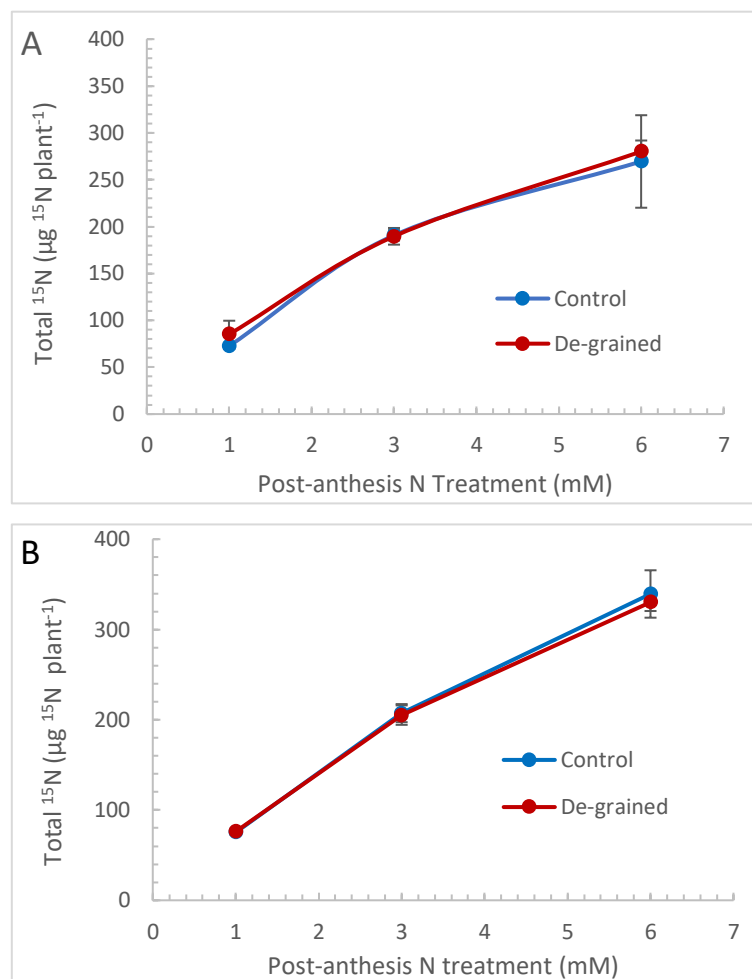 A
400
350
300
250
200
150
100
50
0
Total ¹⁵N (µg ¹⁵N plant⁻¹)
Control
De-grained
0 1 2 3 4 5 6 7
Post-anthesis N Treatment (mM)
B
400
300
200
100
0
Total ¹⁵N (µg ¹⁵N plant⁻¹)
Control
De-grained
0 1 2 3 4 5 6 7
Post-anthesis N treatment (mM)